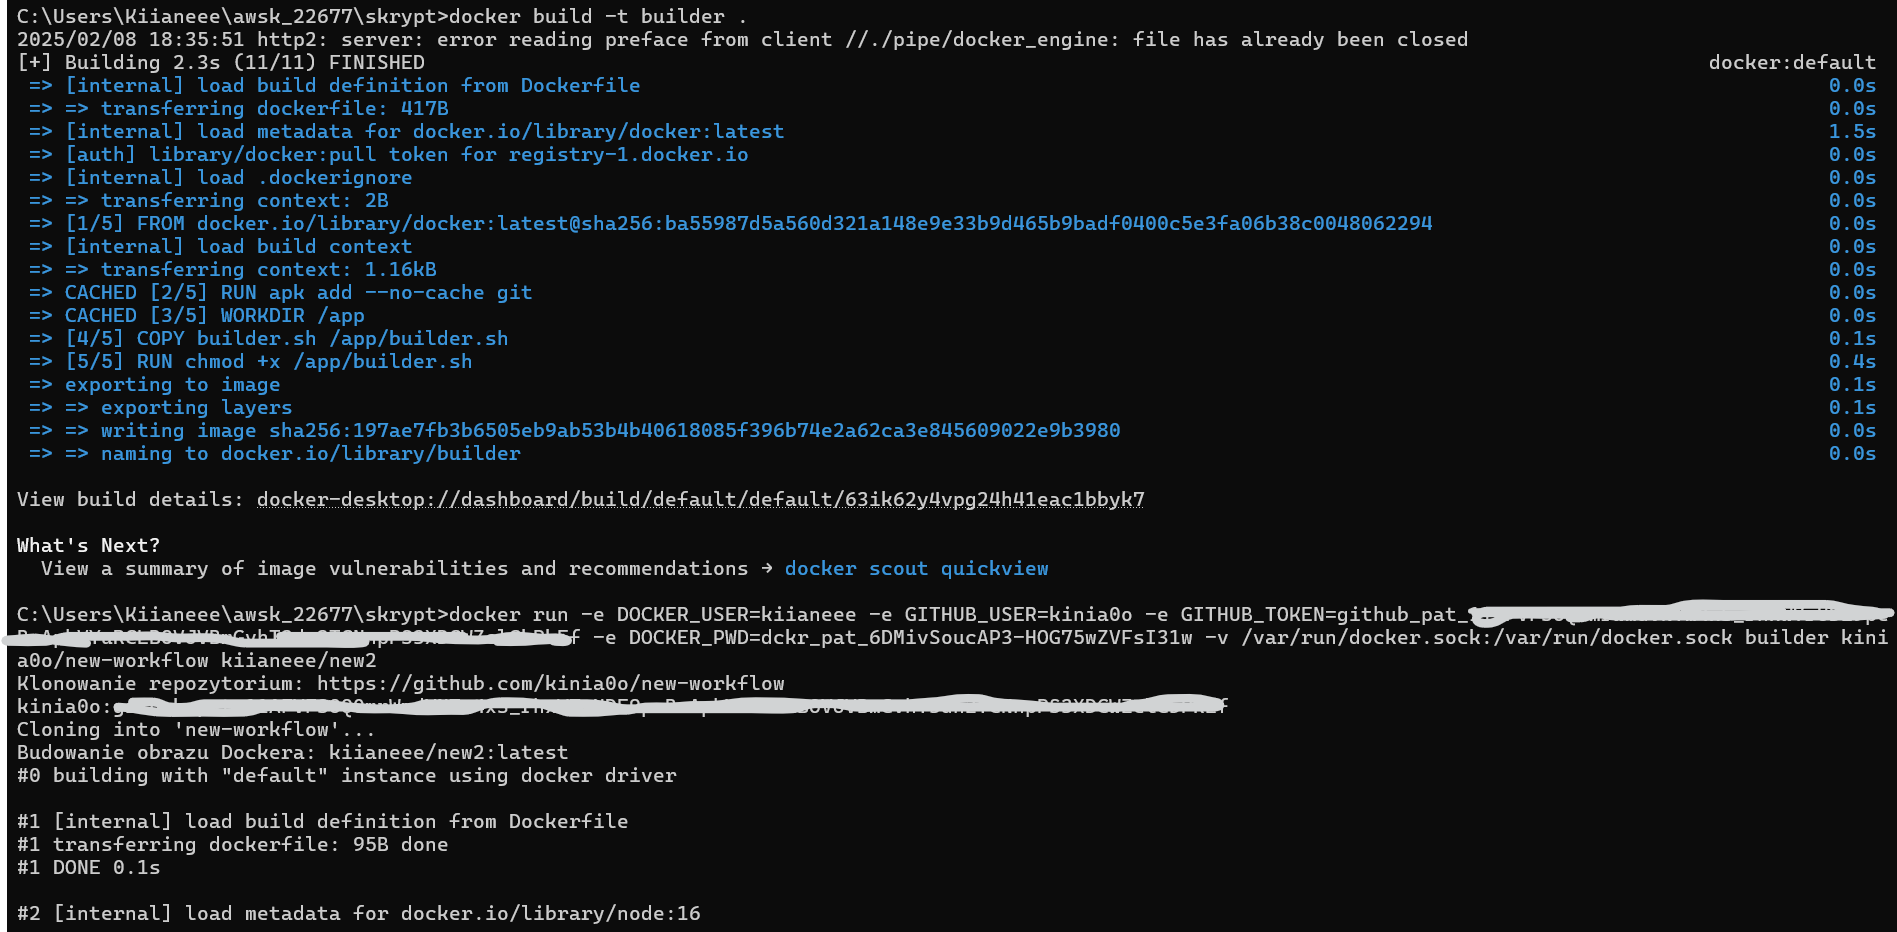 C:\Users\Kiianeee\awsk_22677\skrypt>docker build -t builder .
2025/02/08 18:35:51 http2: server: error reading preface from client //./pipe/docker_engine: file has already been closed
[+] Building 2.3s (11/11) FINISHED docker:default
=> [internal] load build definition from Dockerfile 0.0s
=> => transferring dockerfile: 417B 0.0s
=> [internal] load metadata for docker.io/library/docker:latest 1.5s
=> [auth] library/docker:pull token for registry-1.docker.io 0.0s
=> [internal] load .dockerignore 0.0s
=> => transferring context: 2B 0.0s
=> [1/5] FROM docker.io/library/docker:latest@sha256:ba55987d5a560d321a148e9e33b9d465b9badf0400c5e3fa06b38c0048062294 0.0s
=> [internal] load build context 0.0s
=> => transferring context: 1.16kB 0.0s
=> CACHED [2/5] RUN apk add --no-cache git 0.0s
=> CACHED [3/5] WORKDIR /app 0.0s
=> [4/5] COPY builder.sh /app/builder.sh 0.1s
=> [5/5] RUN chmod +x /app/builder.sh 0.4s
=> exporting to image 0.1s
=> => exporting layers 0.1s
=> => writing image sha256:197ae7fb3b6505eb9ab53b4b40618085f396b74e2a62ca3e845609022e9b3980 0.0s
=> => naming to docker.io/library/builder 0.0s
View build details: docker-desktop://dashboard/build/default/default/63ik62y4vpg24h41eac1bbyk7
What's Next?
View a summary of image vulnerabilities and recommendations → docker scout quickview
C:\Users\Kiianeee\awsk_22677\skrypt>docker run -e DOCKER_USER=kiianeee -e GITHUB_USER=kinia0o -e GITHUB_TOKEN=github_pat_
-e DOCKER_PWD=dckr_pat_6DMivSoucAP3-HOG75wZVFsI31w -v /var/run/docker.sock:/var/run/docker.sock builder kini
a0o/new-workflow kiianeee/new2
Klonowanie repozytorium: https://github.com/kinia0o/new-workflow
kinia0o:
Cloning into 'new-workflow'...
Budowanie obrazu Dockera: kiianeee/new2:latest
#0 building with "default" instance using docker driver
#1 [internal] load build definition from Dockerfile
#1 transferring dockerfile: 95B done
#1 DONE 0.1s
#2 [internal] load metadata for docker.io/library/node:16